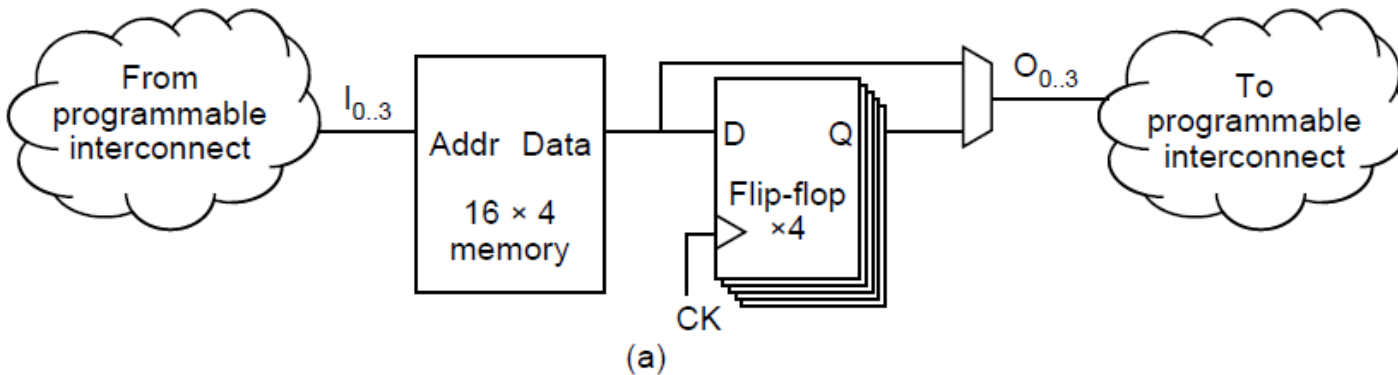 From
programmable
interconnect
I0..3
Addr Data
16 × 4
memory
D Q
Flip-flop
×4
CK
O0..3
To
programmable
interconnect
(a)